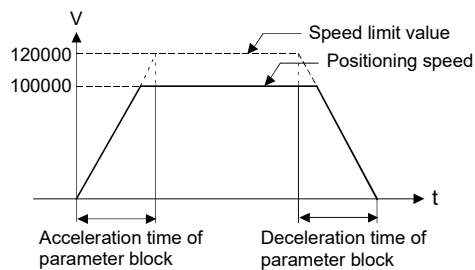 V
Speed limit value
120000
Positioning speed
100000
t
Acceleration time of
parameter block
Deceleration time of
parameter block